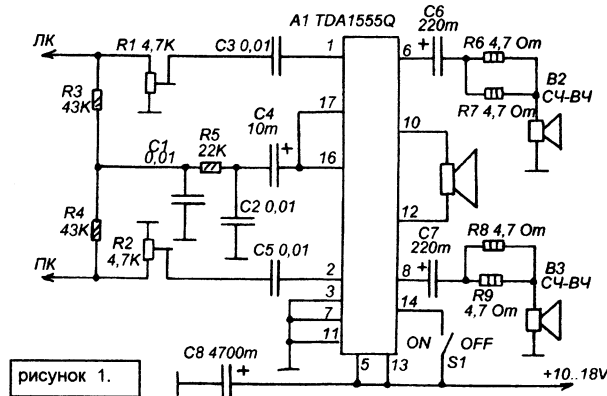 A1 TDA1555Q
C6
220m
ЛК
R1 4,7K
C3 0,01
1
6
R6 4,7 Om
R3
43K
17
R7 4,7 Om
B2
СЧ-ВЧ
C4
10m
10
C1
0,01
R5
22K
16
R4
43K
C2 0,01
12
R2
4,7K
C5 0,01
C7
220m
R8 4,7 Om
ПК
2
8
B3
СЧ-ВЧ
3
14
R9
4,7 Om
7
11
ON
OFF
S1
C8 4700m
5
13
+10..18V
рисунок 1.